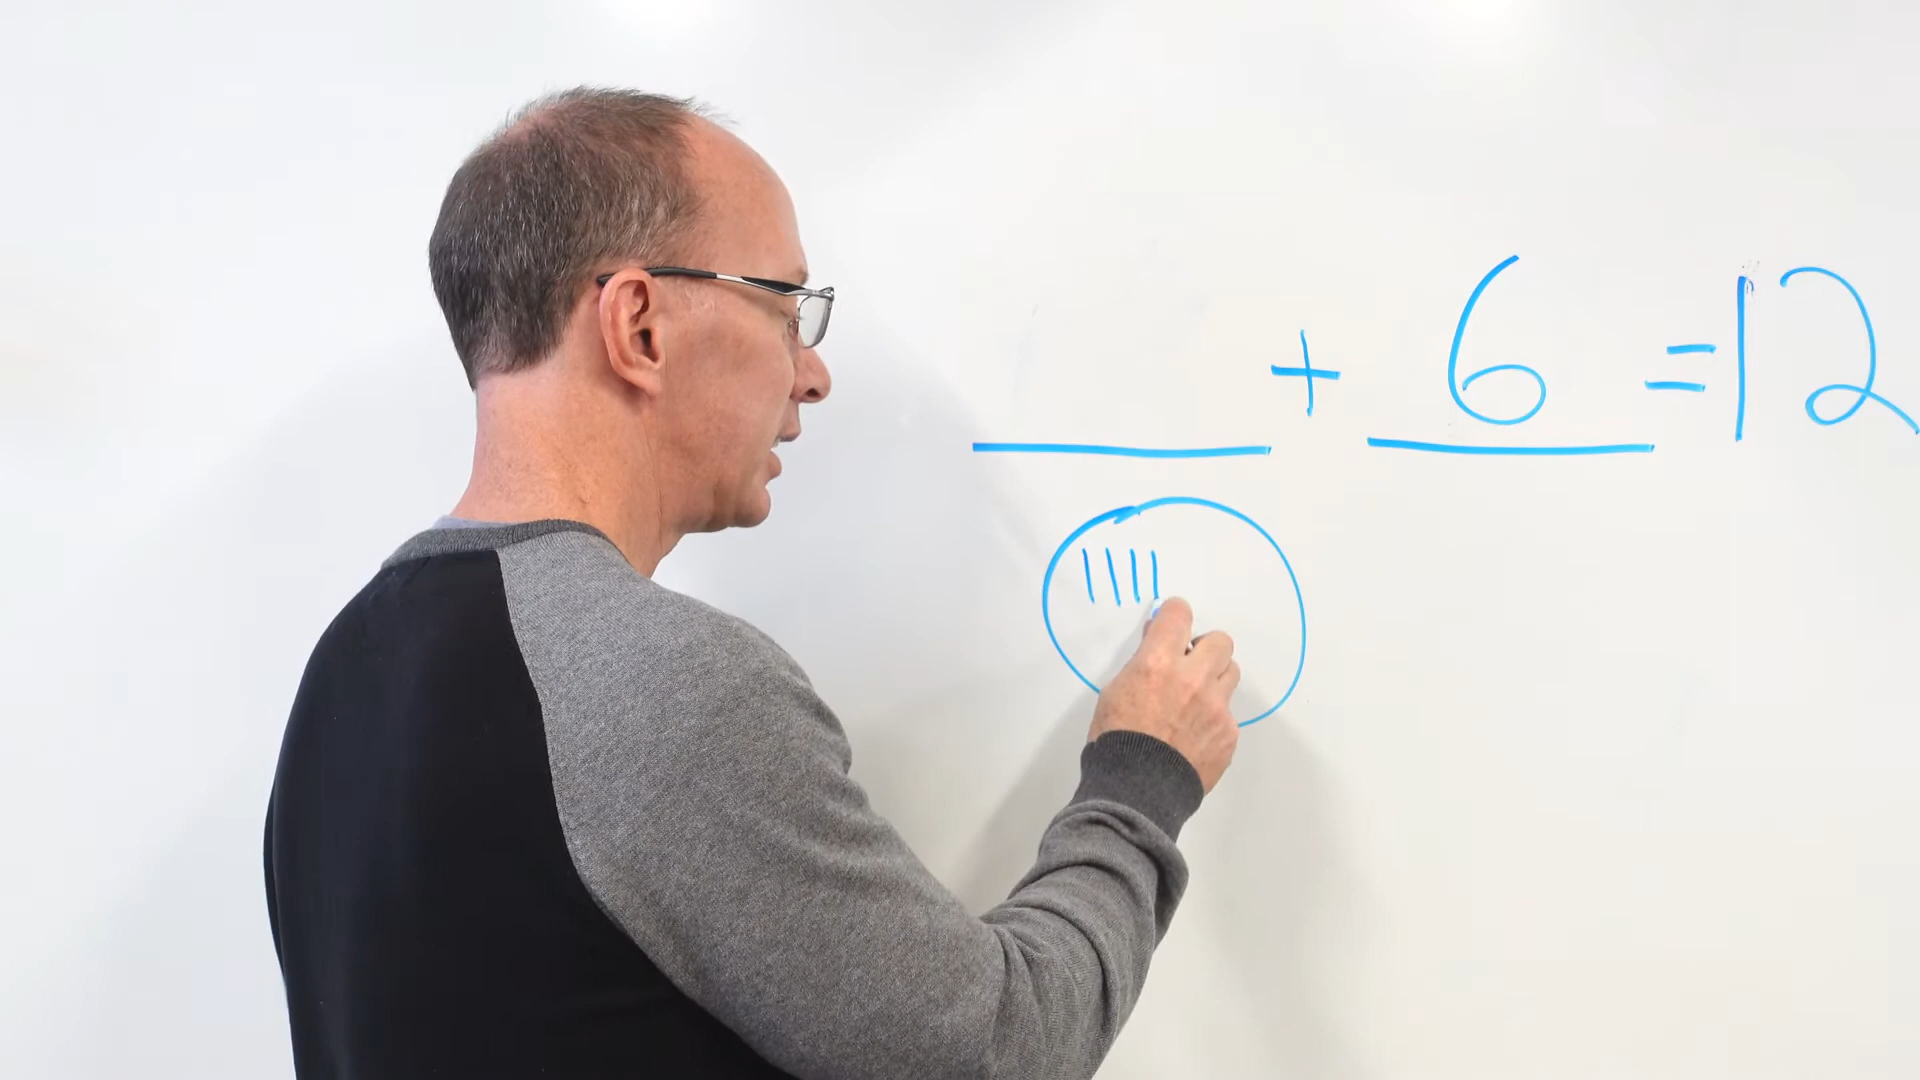 ___ + 6 = 12
||||